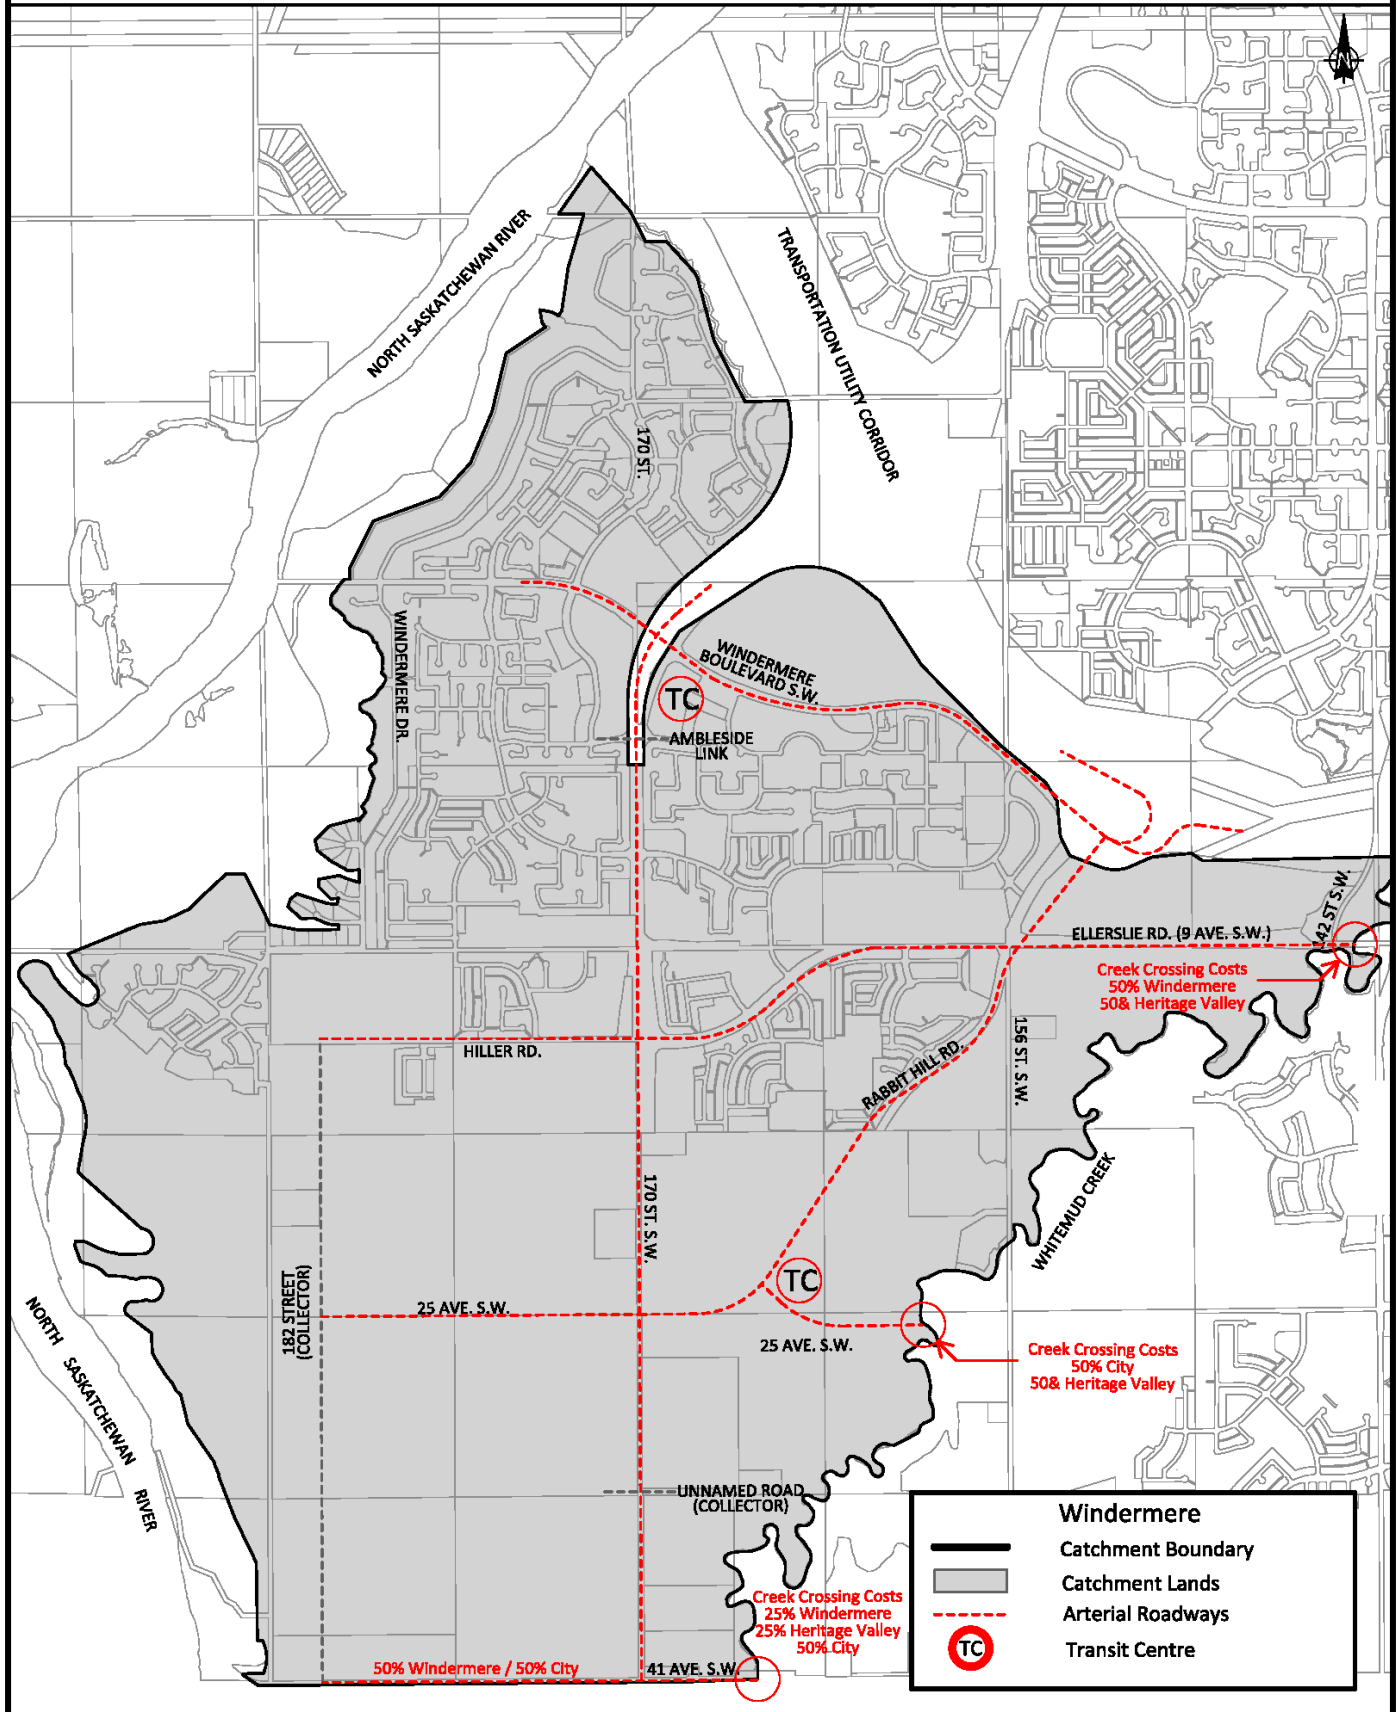 N
NORTH SASKATCHEWAN RIVER
TRANSPORTATION UTILITY CORRIDOR
170 ST.
WINDERMERE DR.
WINDERMERE
BOULEVARD S.W.
TC
AMBLESIDE
LINK
142 ST S.W.
ELLERSLIE RD. (9 AVE. S.W.)
Creek Crossing Costs
50% Windermere
50& Heritage Valley
HILLER RD.
156 ST. S.W.
RABBIT HILL RD.
WHITEMUD CREEK
170 ST. S.W.
TC
182 STREET
(COLLECTOR)
25 AVE. S.W.
25 AVE. S.W.
Creek Crossing Costs
50% City
50& Heritage Valley
NORTH SASKATCHEWAN RIVER
UNNAMED ROAD
(COLLECTOR)
Creek Crossing Costs
25% Windermere
25% Heritage Valley
50% City
50% Windermere / 50% City
41 AVE. S.W.
Windermere
Catchment Boundary
Catchment Lands
Arterial Roadways
TC
Transit Centre